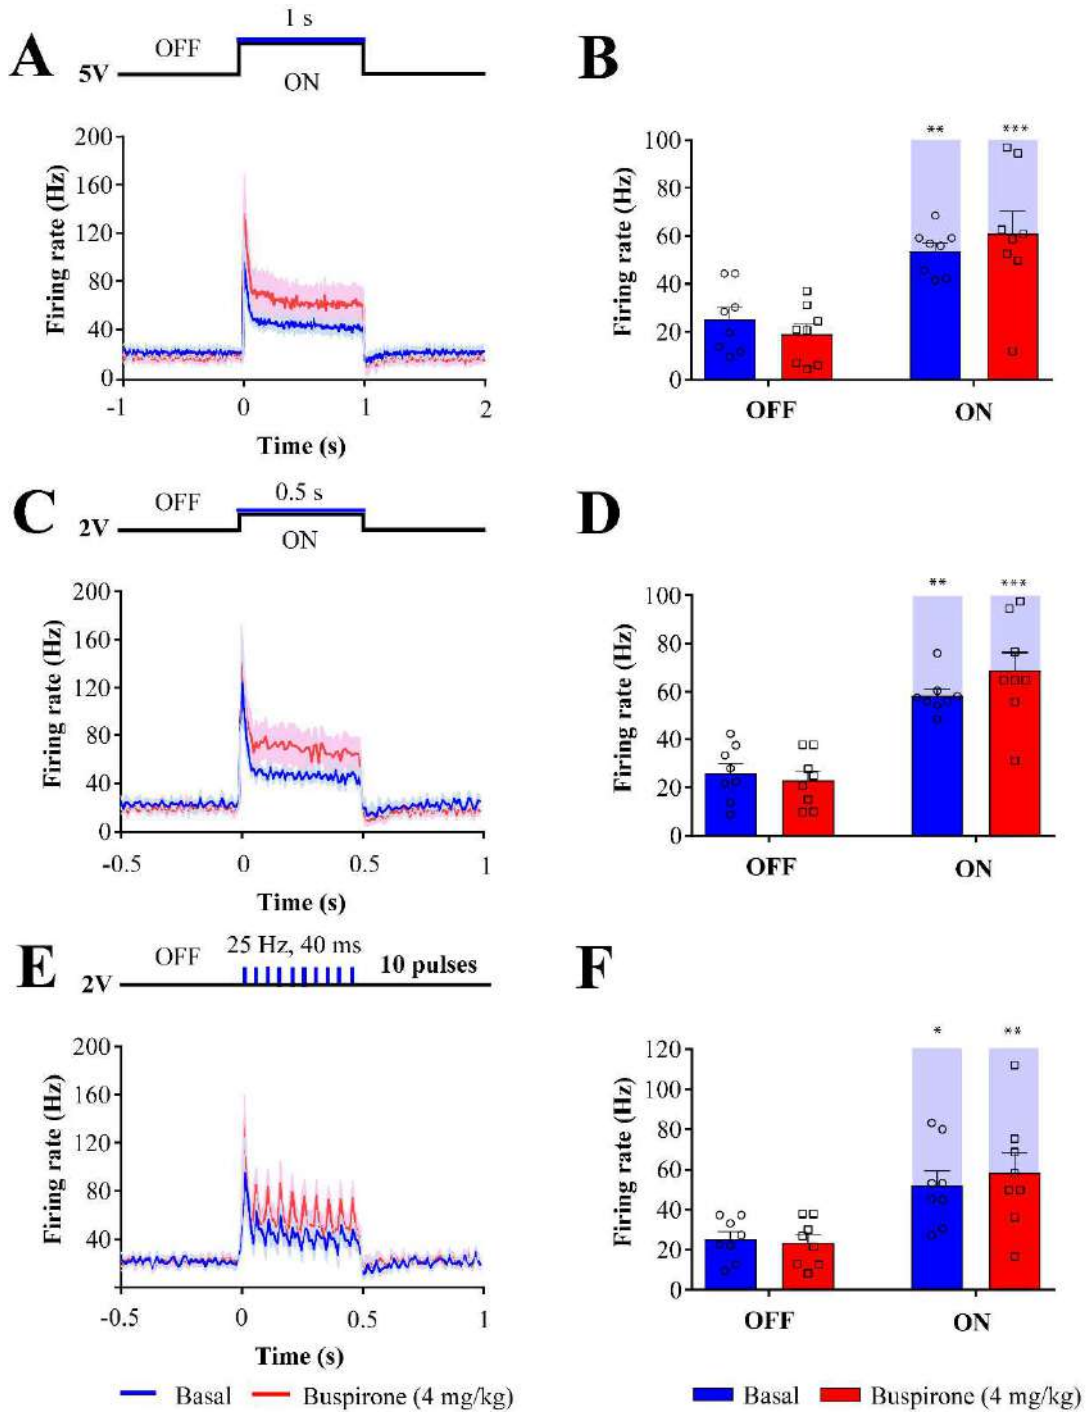 A
OFF
1 s
5V
ON
200
160
120
80
40
0
Firing rate (Hz)
-1
0
1
2
Time (s)
B
** ***
100
80
60
40
20
0
Firing rate (Hz)
OFF
ON
C
OFF
0.5 s
2V
ON
200
160
120
80
40
0
Firing rate (Hz)
-0.5
0
0.5
1
Time (s)
D
** ***
100
80
60
40
20
0
Firing rate (Hz)
OFF
ON
E
OFF
25 Hz, 40 ms
10 pulses
2V
200
160
120
80
40
Firing rate (Hz)
-0.5
0
0.5
1
Time (s)
Basal
Buspirone (4 mg/kg)
F
* **
120
100
80
60
40
20
0
Firing rate (Hz)
OFF
ON
Basal
Buspirone (4 mg/kg)